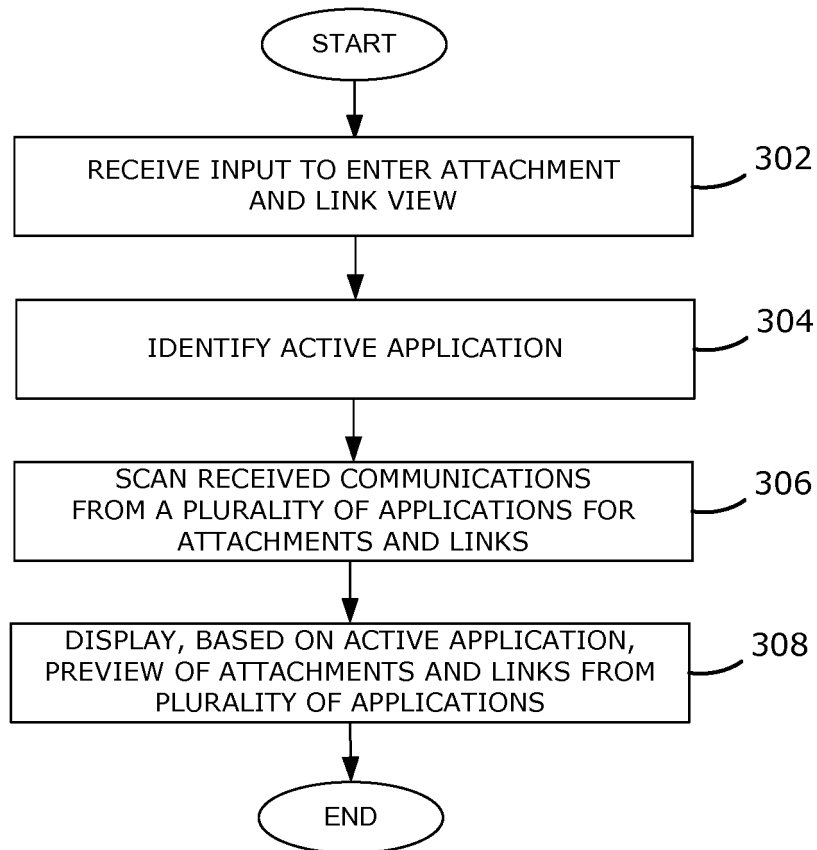 START
RECEIVE INPUT TO ENTER ATTACHMENT
AND LINK VIEW
302
IDENTIFY ACTIVE APPLICATION
304
SCAN RECEIVED COMMUNICATIONS
FROM A PLURALITY OF APPLICATIONS FOR
ATTACHMENTS AND LINKS
306
DISPLAY, BASED ON ACTIVE APPLICATION,
PREVIEW OF ATTACHMENTS AND LINKS FROM
PLURALITY OF APPLICATIONS
308
END